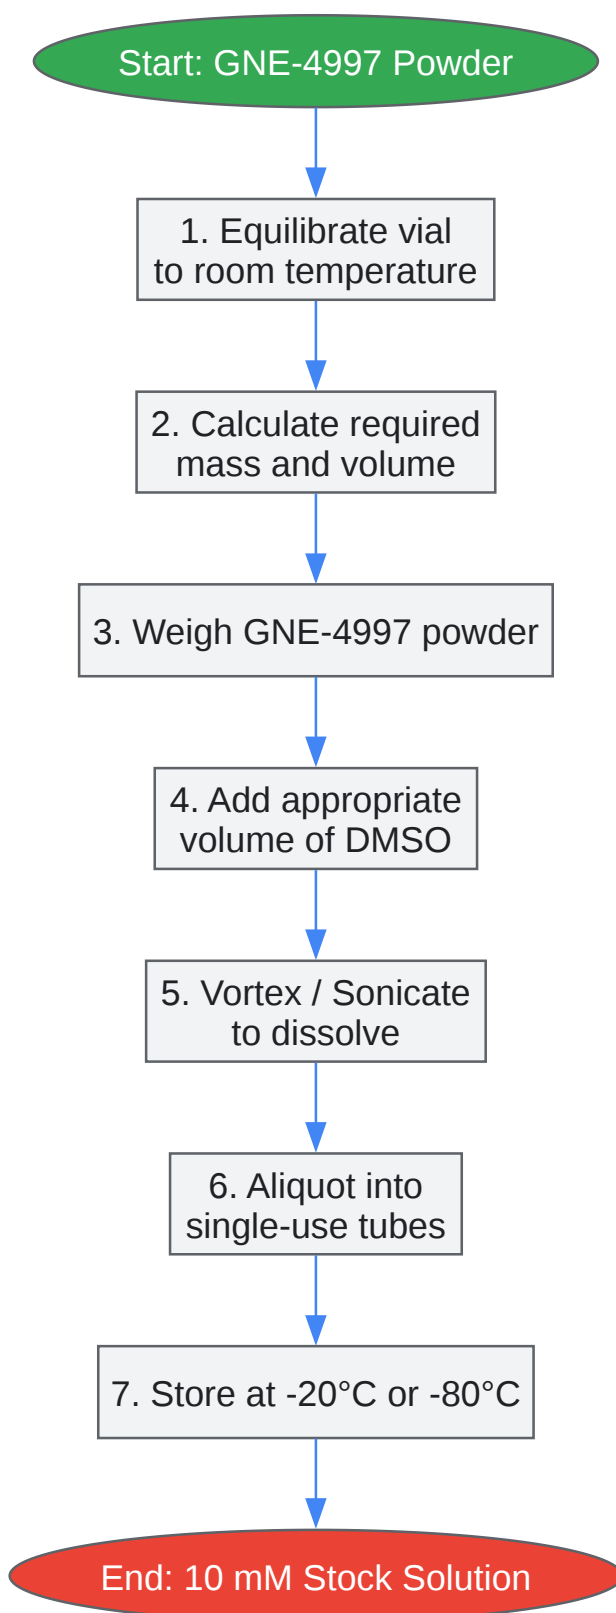 Start: GNE-4997 Powder
1. Equilibrate vial
to room temperature
2. Calculate required
mass and volume
3. Weigh GNE-4997 powder
4. Add appropriate
volume of DMSO
5. Vortex / Sonicate
to dissolve
6. Aliquot into
single-use tubes
7. Store at -20°C or -80°C
End: 10 mM Stock Solution